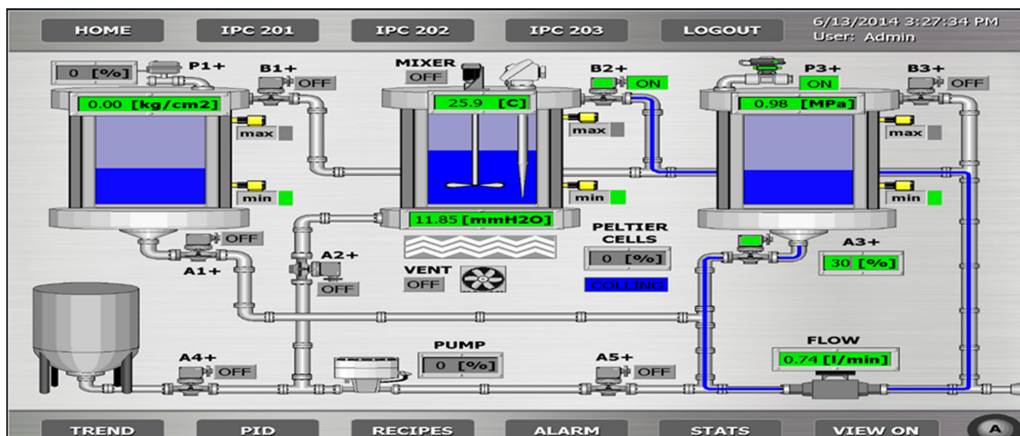 HOME IPC 201 IPC 202 IPC 203 LOGOUT 6/13/2014 3:27:34 PM
User: Admin
0 [%] P1+ B1+ OFF MIXER OFF B2+ ON P3+ ON B3+ OFF
0.00 [kg/cm2] 25.9 [C] 0.98 [MPa]
max max max
min min min
11.85 [mmH2O]
OFF A1+ A2+ OFF PELTIER
CELLS
0 [%]
COLLING
A3+
30 [%]
VENT
OFF
PUMP
0 [%]
FLOW
0.74 [l/min]
A4+ OFF A5+ OFF
TREND PID RECIPES ALARM STATS VIEW ON A